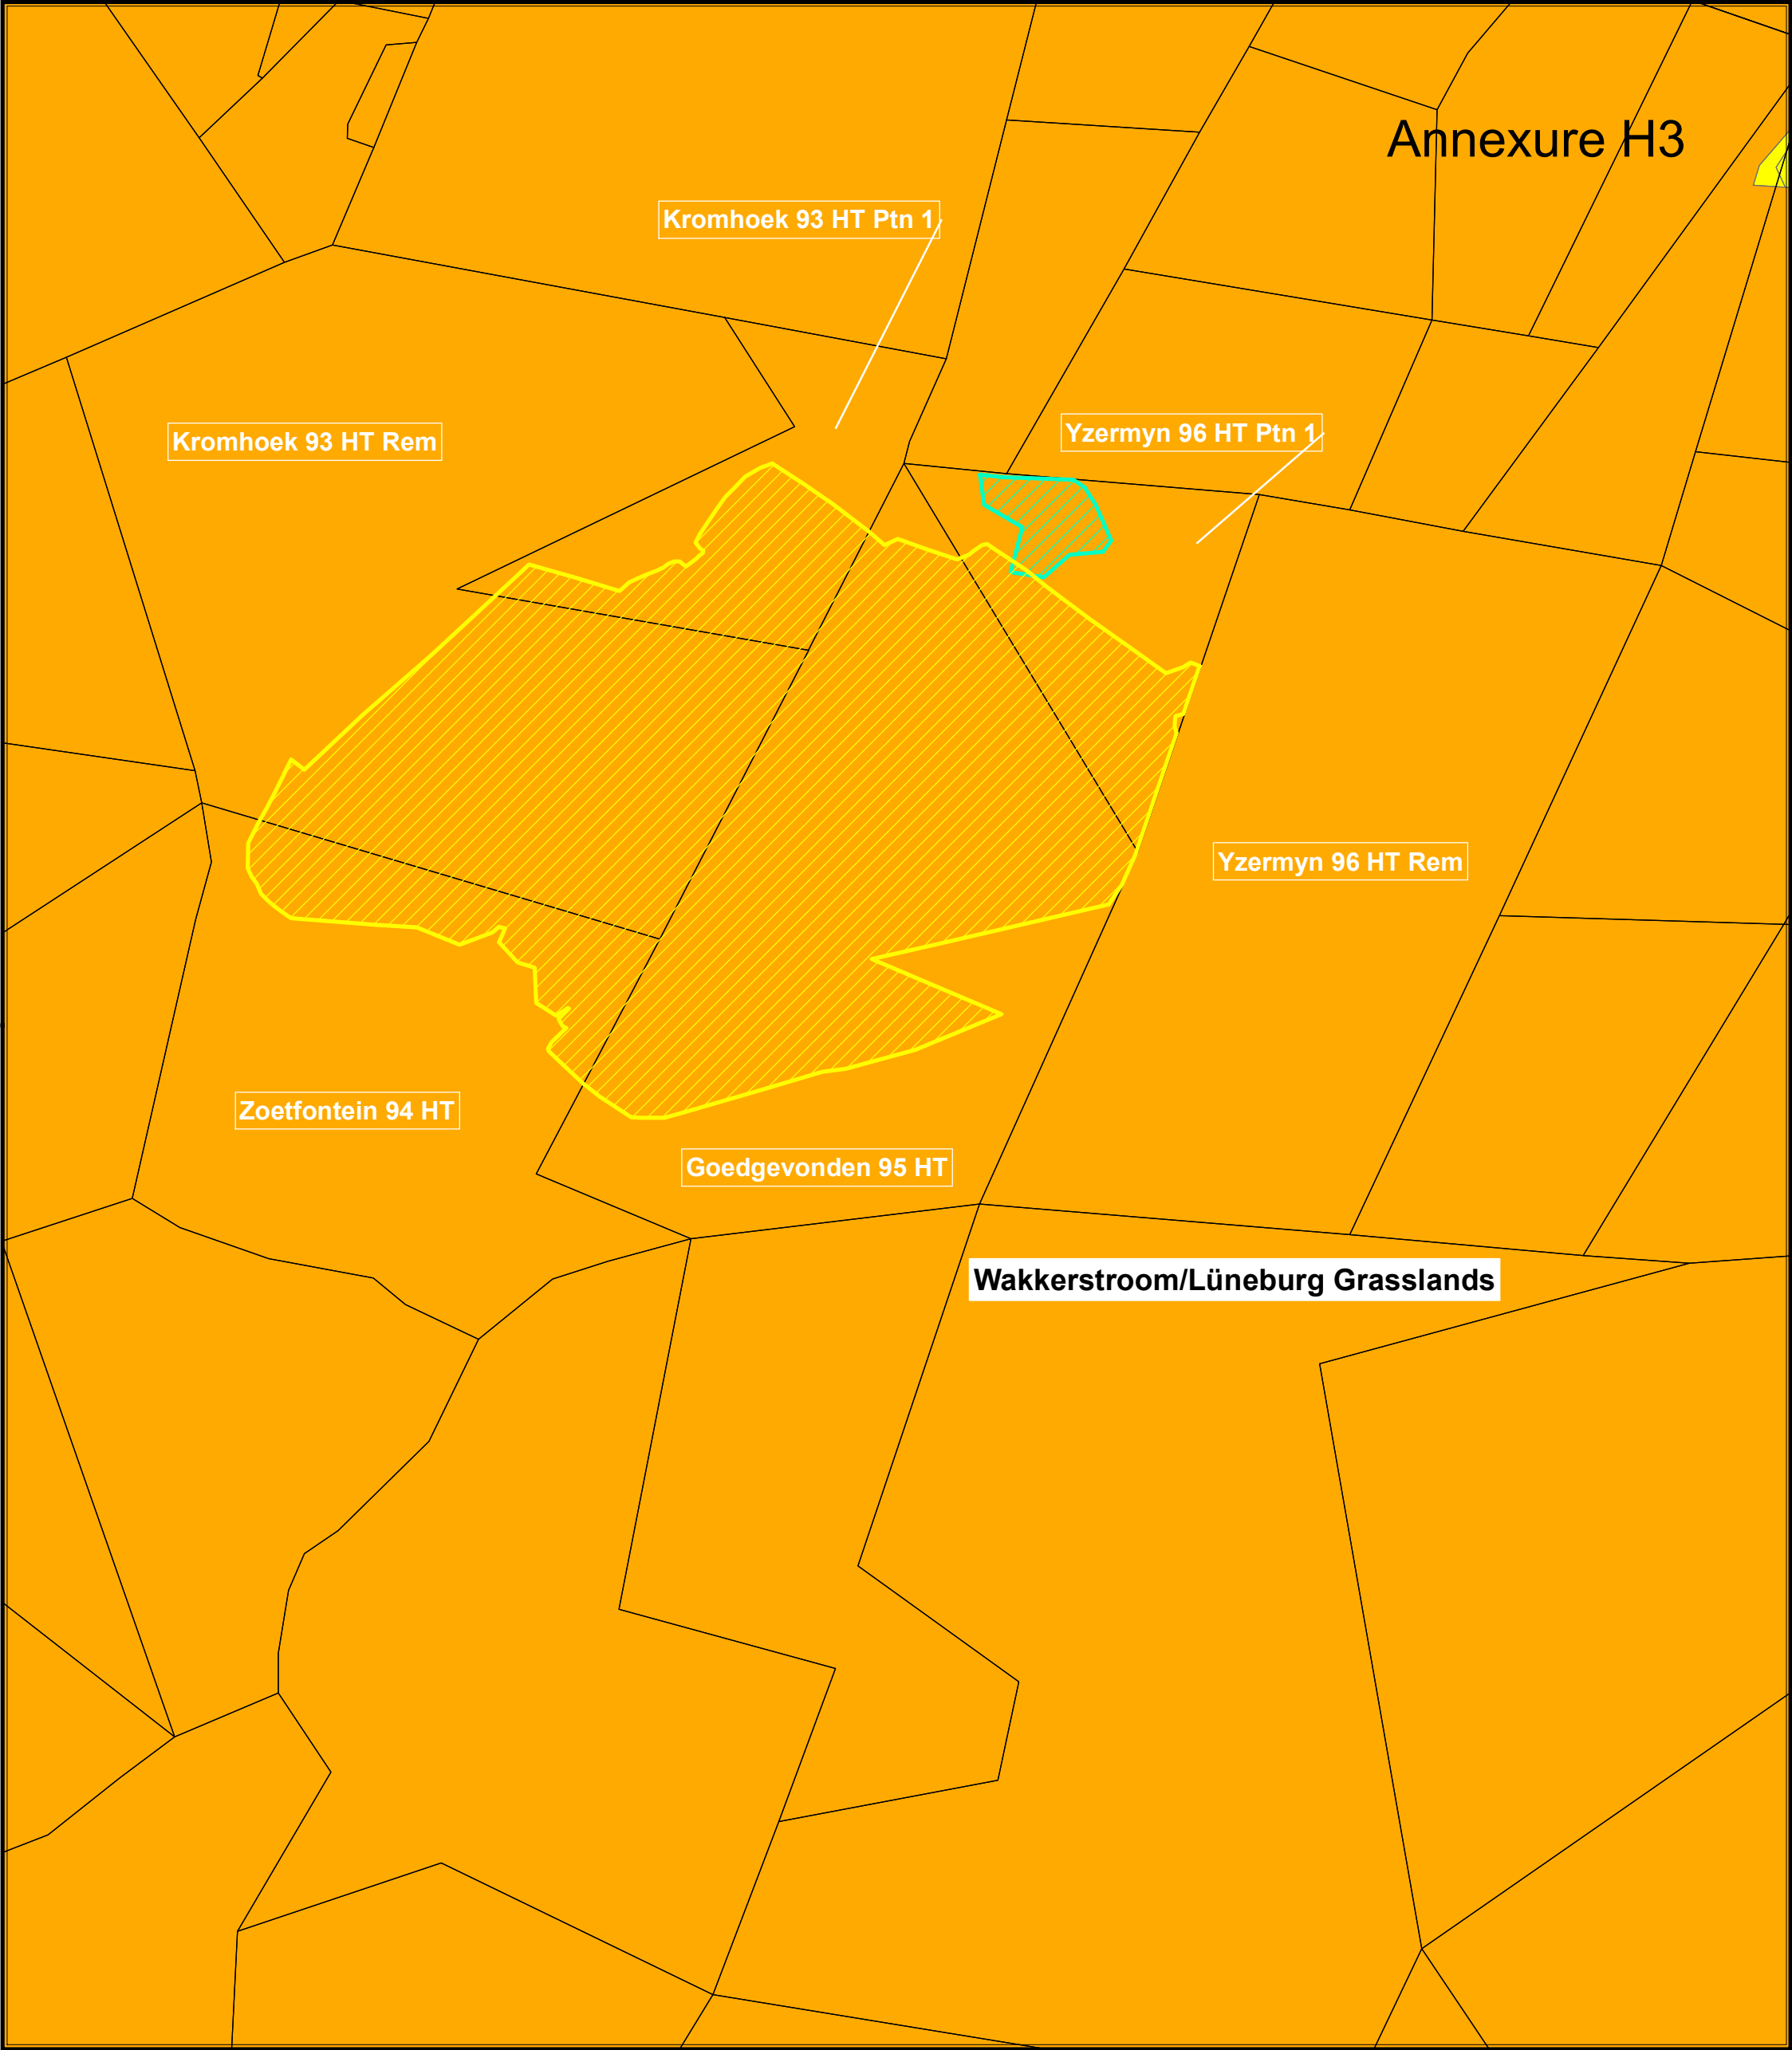 Annexure H3
Kromhoek 93 HT Ptn 1
Yzermyn 96 HT Ptn 1
Kromhoek 93 HT Rem
Yzermyn 96 HT Rem
Zoetfontein 94 HT
Goedgevonden 95 HT
Wakkerstroom/Lüneburg Grasslands